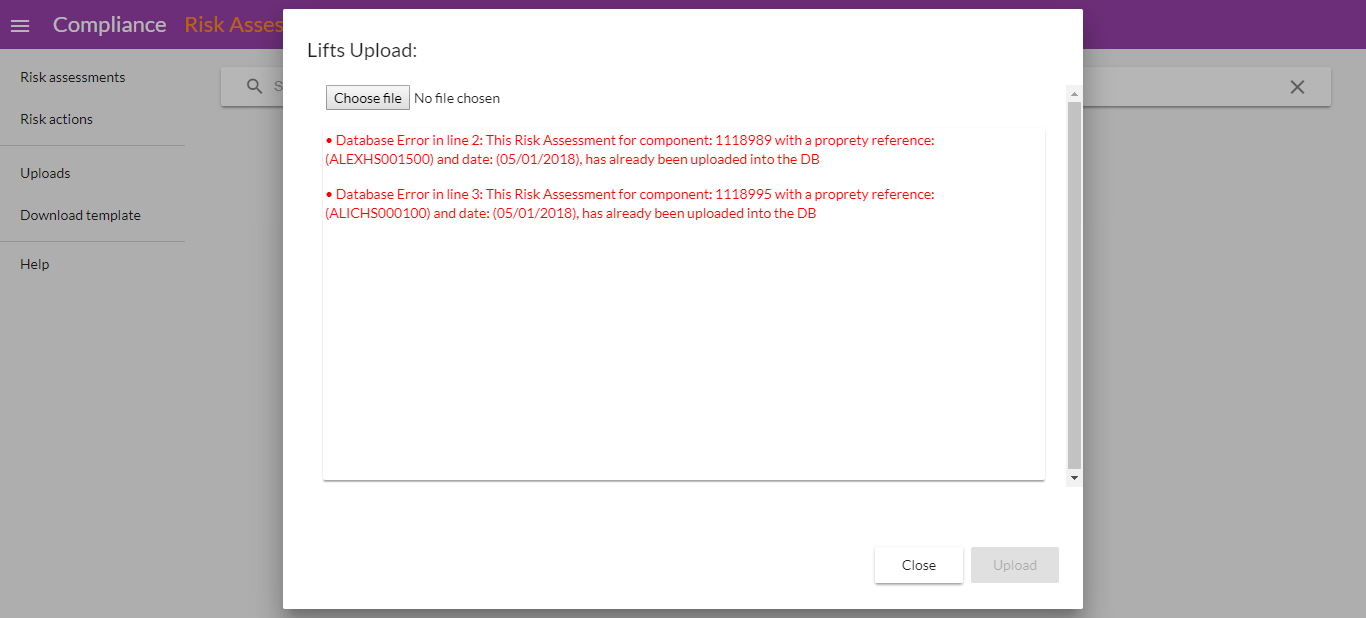 Compliance Risk Asses
Lifts Upload:
Risk assessments
Risk actions
Uploads
Download template
Help
S
Choose file No file chosen
• Database Error in line 2: This Risk Assessment for component: 1118989 with a proprety reference:
(ALEXHS001500) and date: (05/01/2018), has already been uploaded into the DB
• Database Error in line 3: This Risk Assessment for component: 1118995 with a proprety reference:
(ALICHS000100) and date: (05/01/2018), has already been uploaded into the DB
Close Upload